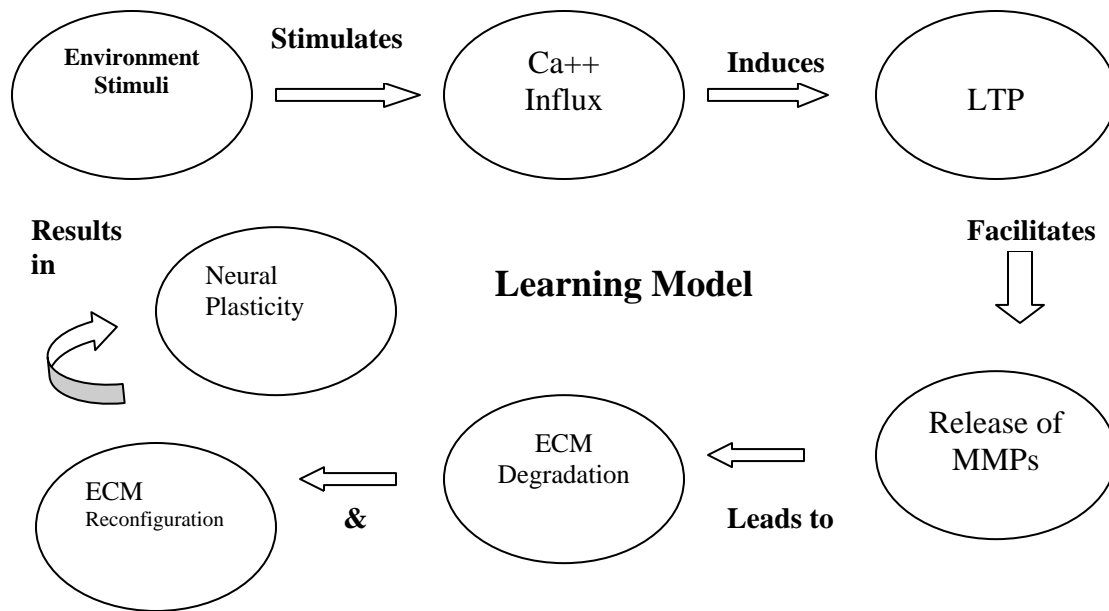 Environment
Stimuli
Stimulates
Ca++
Influx
Induces
LTP
Facilitates
Release of
MMPs
Leads to
ECM
Degradation
&
ECM
Reconfiguration
Results
in
Neural
Plasticity
Learning Model